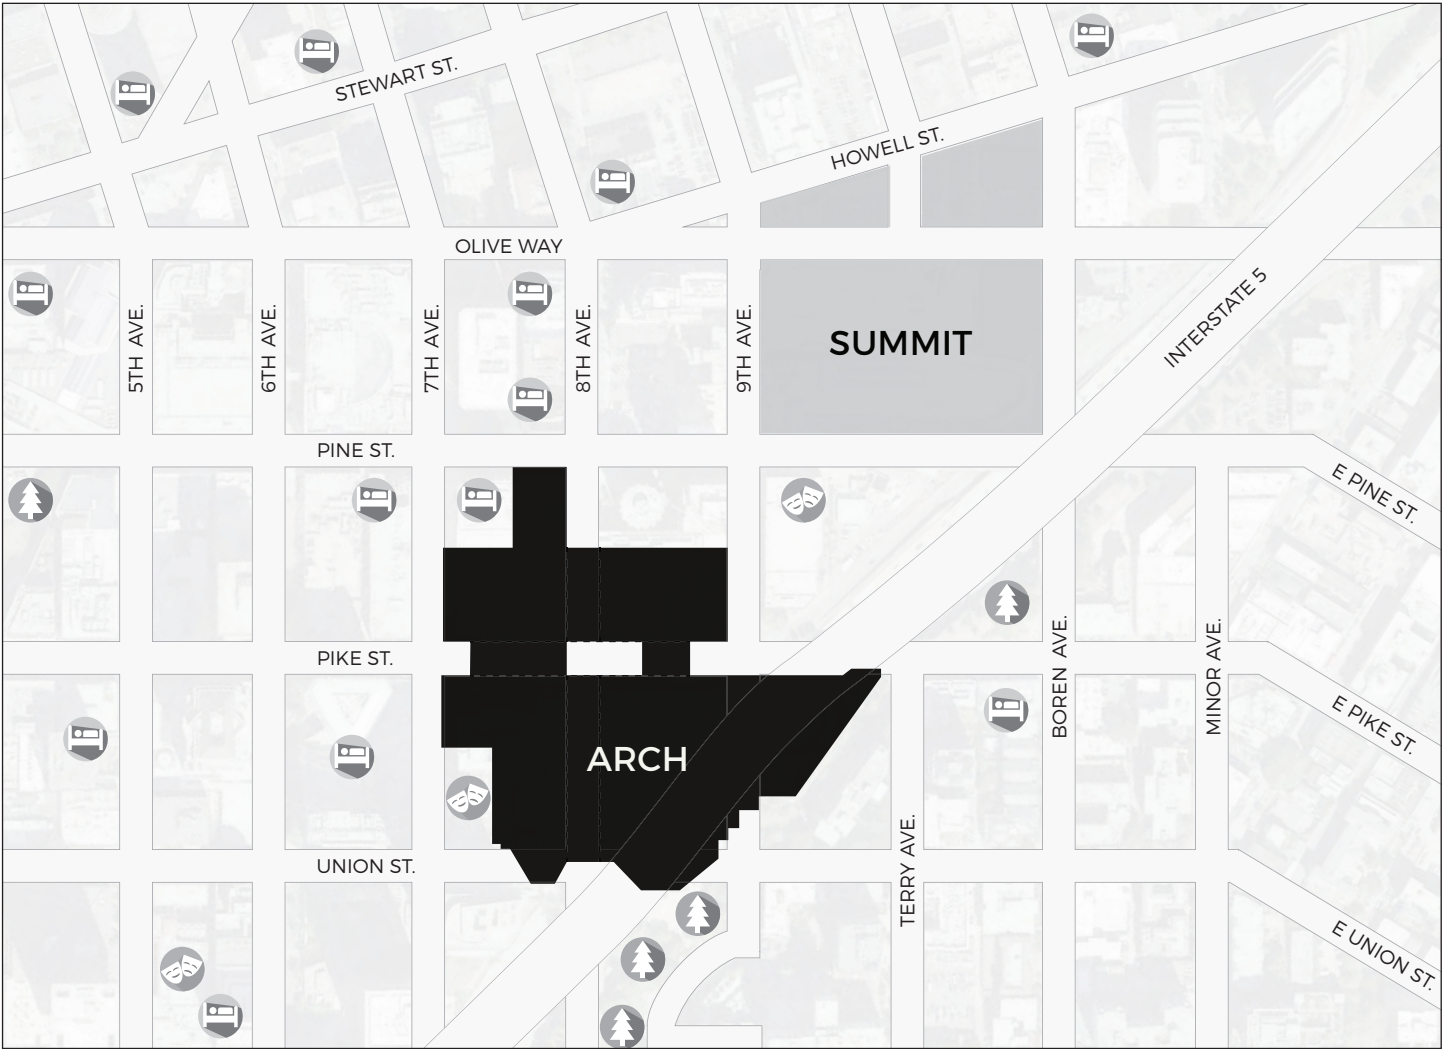 STEWART ST.
HOWELL ST.
OLIVE WAY
5TH AVE.
6TH AVE.
7TH AVE.
8TH AVE.
9TH AVE.
SUMMIT
INTERSTATE 5
PINE ST.
E PINE ST.
PIKE ST.
BOREN AVE.
MINOR AVE.
E PIKE ST.
ARCH
UNION ST.
TERRY AVE.
E UNION ST.